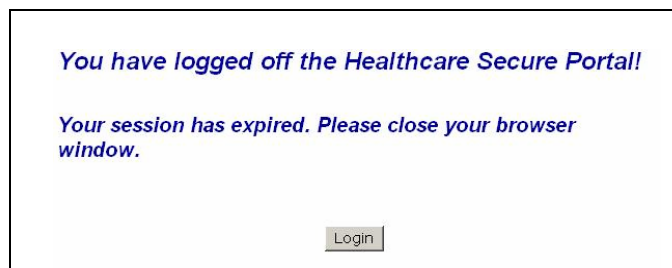 You have logged off the Healthcare Secure Portal!
Your session has expired. Please close your browser
window.
Login